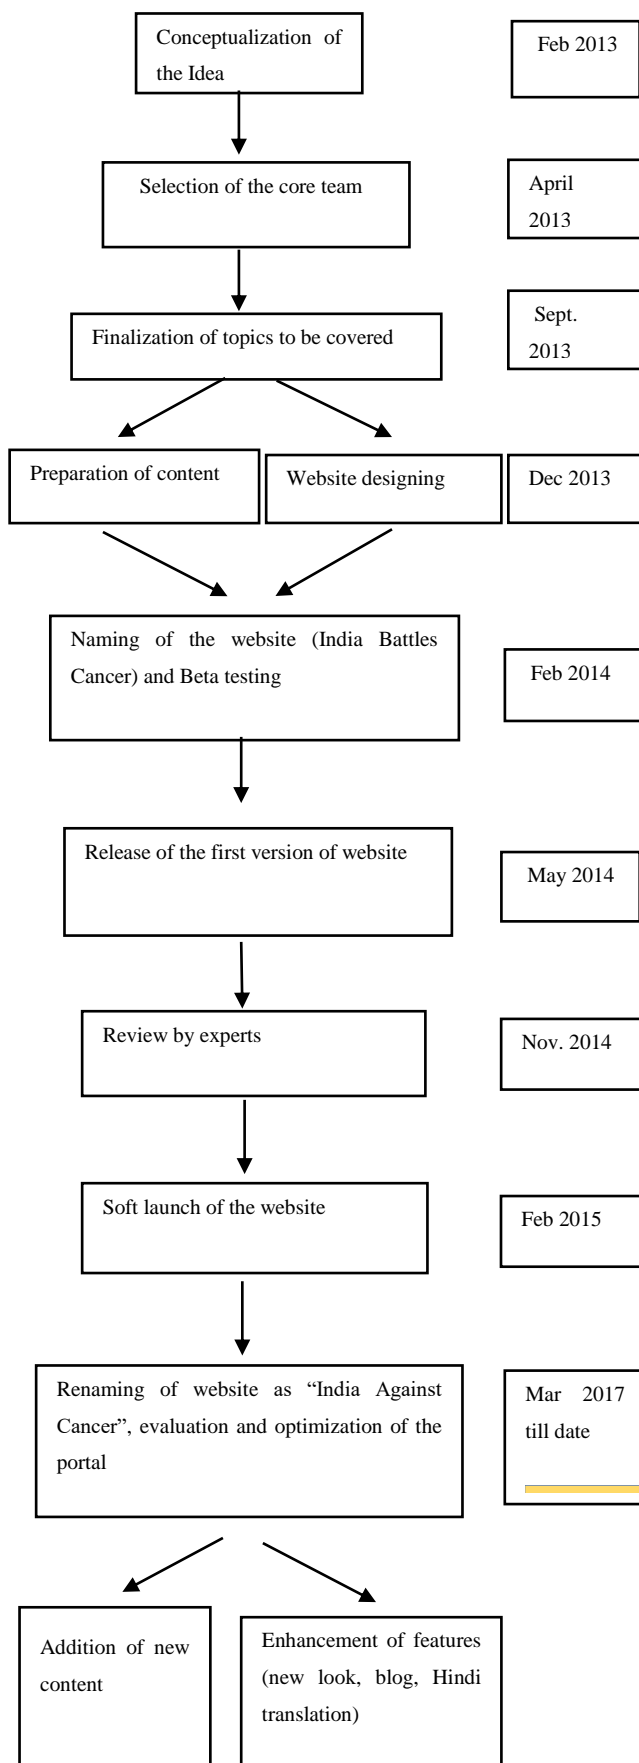 Conceptualization of
the Idea
Feb 2013
Selection of the core team
April
2013
Finalization of topics to be covered
Sept.
2013
Preparation of content
Website designing
Dec 2013
Naming of the website (India Battles
Cancer) and Beta testing
Feb 2014
Release of the first version of website
May 2014
Review by experts
Nov. 2014
Soft launch of the website
Feb 2015
Renaming of website as “India Against
Cancer”, evaluation and optimization of the
portal
Mar 2017
till date
Addition of new
content
Enhancement of features
(new look, blog, Hindi
translation)